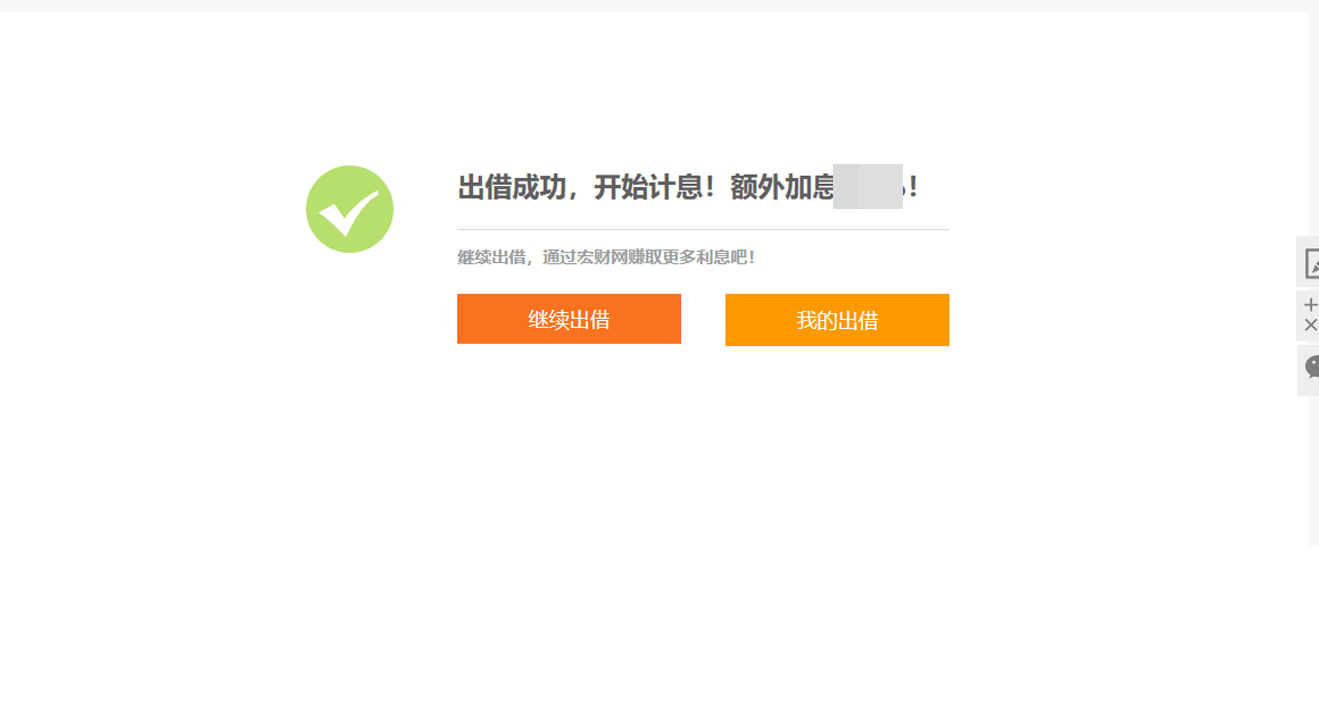 出借成功，开始计息！额外加息！
继续出借，通过宏财网赚取更多利息吧！
继续出借
我的出借